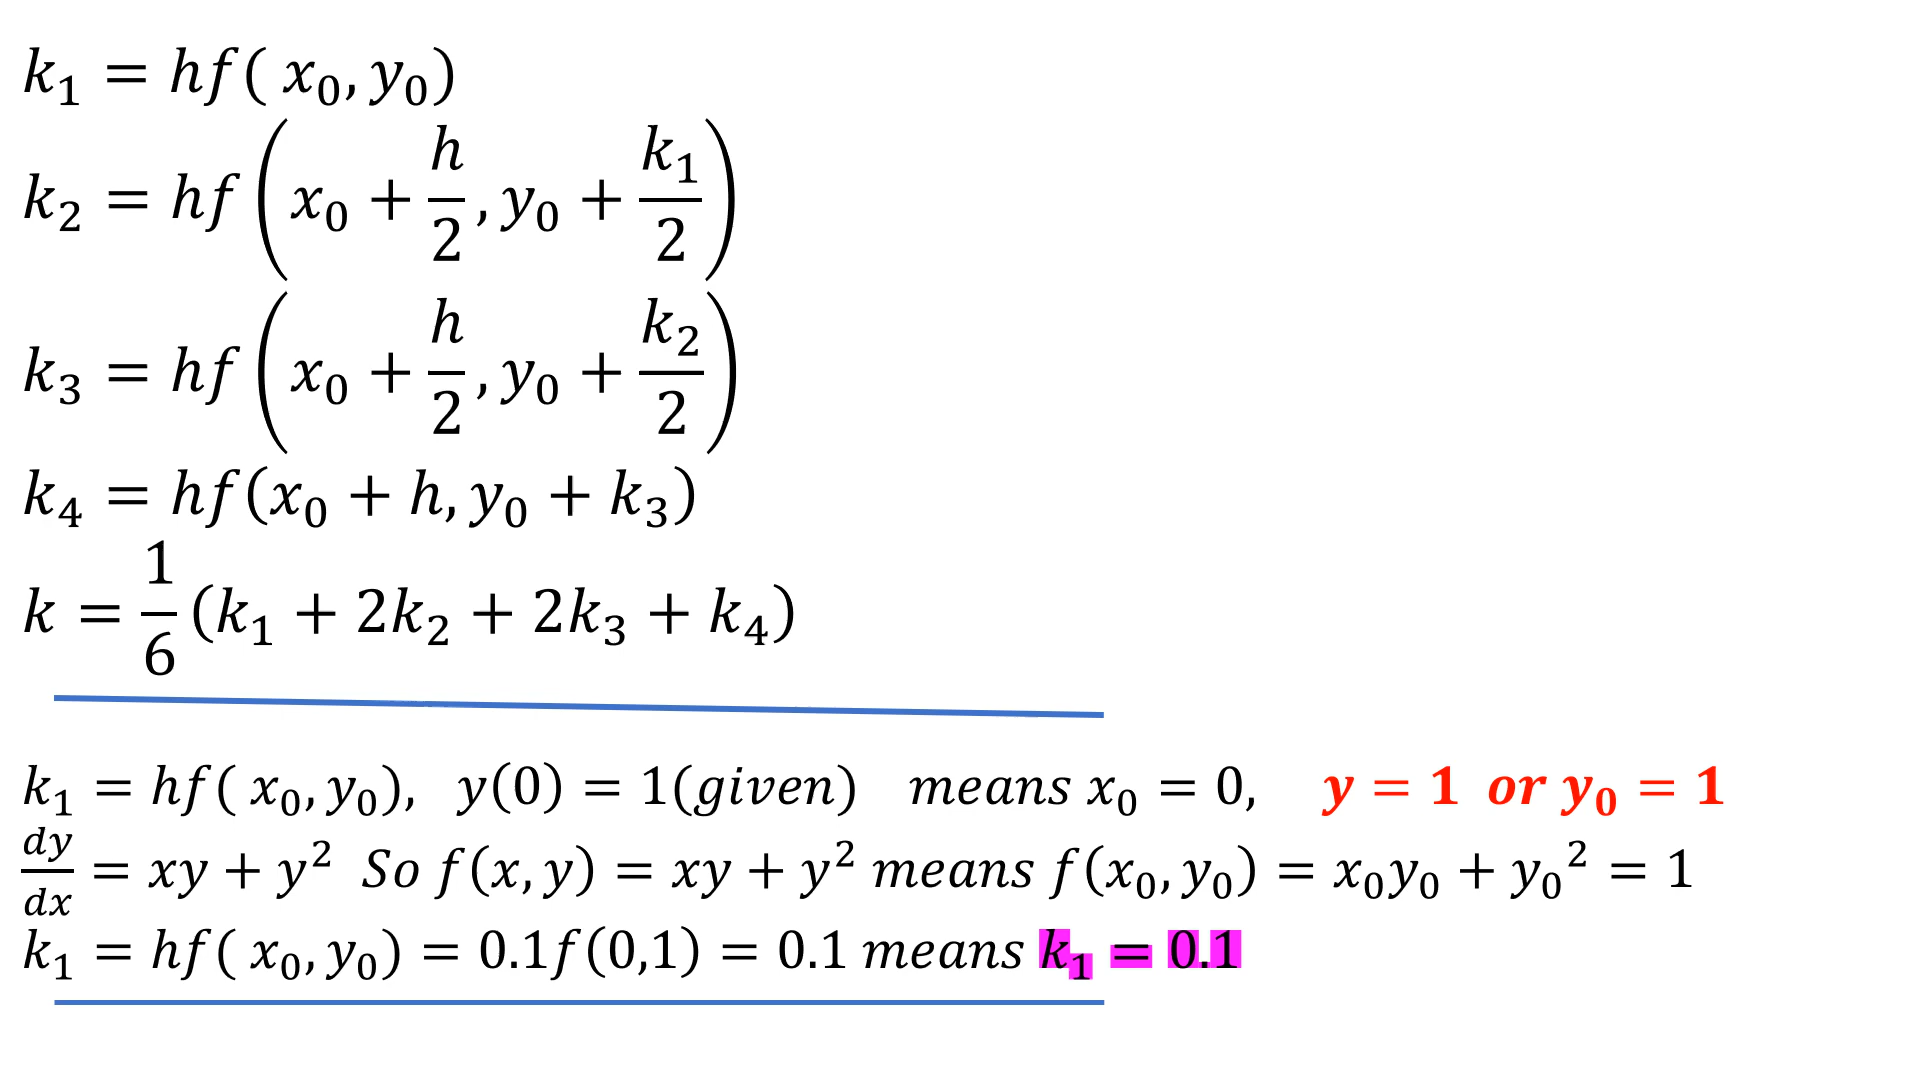 k₁ = hf( x₀, y₀)
k₂ = hf(x₀ + h/2, y₀ + k₁/2)
k₃ = hf(x₀ + h/2, y₀ + k₂/2)
k₄ = hf(x₀ + h, y₀ + k₃)
k = 1/6 (k₁ + 2k₂ + 2k₃ + k₄)
k₁ = hf( x₀, y₀), y(0) = 1(given) means x₀ = 0, y = 1 or y₀ = 1
dy/dx = xy + y² So f(x, y) = xy + y² means f(x₀, y₀) = x₀y₀ + y₀² = 1
k₁ = hf( x₀, y₀) = 0.1f(0,1) = 0.1 means k₁ = 0.1